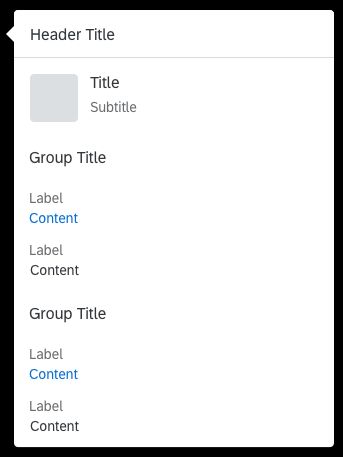 Header Title
Title
Subtitle
Group Title
Label
Content
Label
Content
Group Title
Label
Content
Label
Content